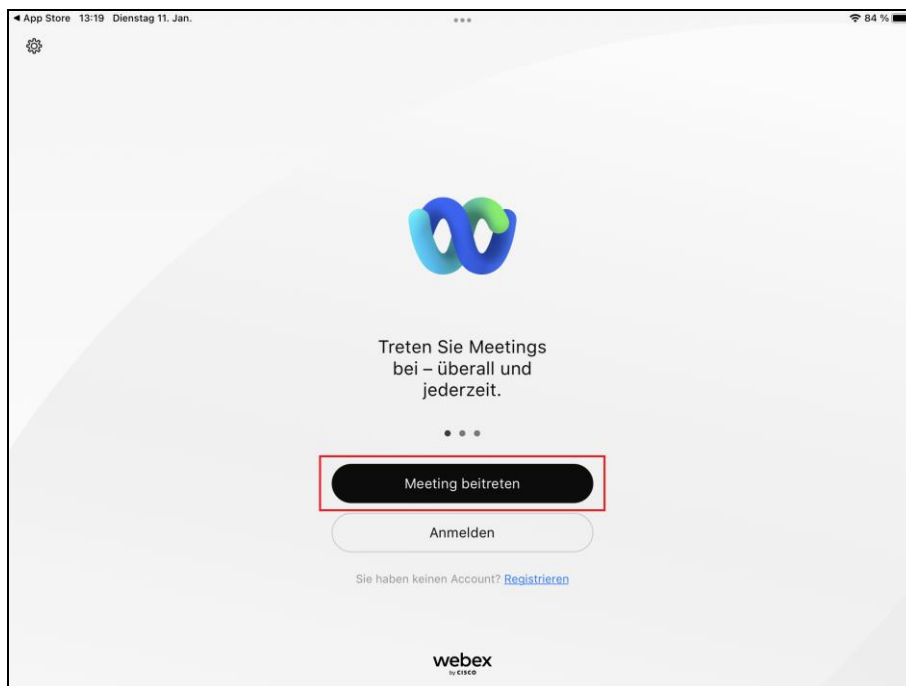 ◀ App Store 13:19 Dienstag 11. Jan. 84 %
Treten Sie Meetings
bei – überall und
jederzeit.
Meeting beitreten
Anmelden
Sie haben keinen Account? Registrieren
webex
by CISCO